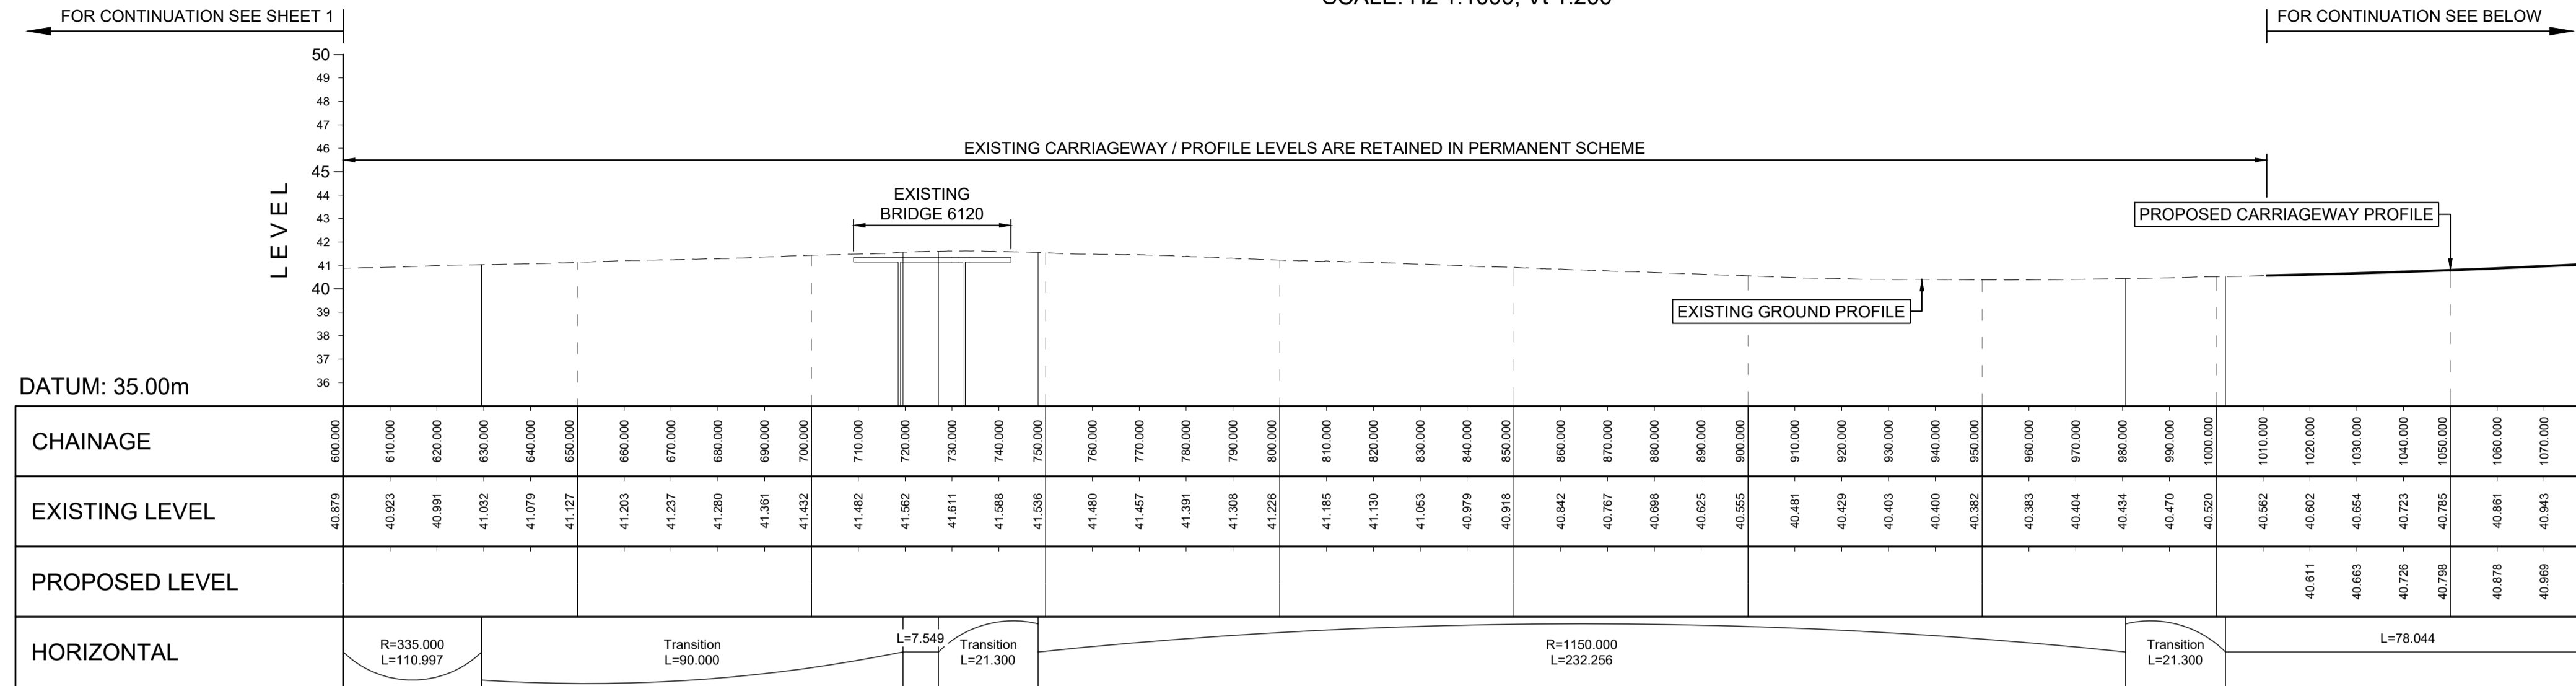 SCALE: Hz 1:1000, Vt 1:200
FOR CONTINUATION SEE SHEET 1
FOR CONTINUATION SEE BELOW
50
49
48
47
46
45
44
43
42
41
40
39
38
37
36
LEVEL
EXISTING CARRIAGEWAY / PROFILE LEVELS ARE RETAINED IN PERMANENT SCHEME
EXISTING
BRIDGE 6120
PROPOSED CARRIAGEWAY PROFILE
EXISTING GROUND PROFILE
DATUM: 35.00m
CHAINAGE
600.000 610.000 620.000 630.000 640.000 650.000 660.000 670.000 680.000 690.000 700.000 710.000 720.000 730.000 740.000 750.000 760.000 770.000 780.000 790.000 800.000 810.000 820.000 830.000 840.000 850.000 860.000 870.000 880.000 890.000 900.000 910.000 920.000 930.000 940.000 950.000 960.000 970.000 980.000 990.000 1000.000 1010.000 1020.000 1030.000 1040.000 1050.000 1060.000 1070.000
EXISTING LEVEL
40.879 40.923 40.991 41.032 41.079 41.127 41.203 41.237 41.280 41.361 41.432 41.482 41.562 41.611 41.588 41.536 41.480 41.457 41.391 41.308 41.226 41.185 41.130 41.053 40.979 40.918 40.842 40.767 40.698 40.625 40.555 40.481 40.429 40.403 40.400 40.382 40.383 40.404 40.434 40.470 40.520 40.562 40.602 40.654 40.723 40.785 40.861 40.943
PROPOSED LEVEL
40.611 40.663 40.726 40.798 40.878 40.969
HORIZONTAL
R=335.000
L=110.997
Transition
L=90.000
L=7.549
Transition
L=21.300
R=1150.000
L=232.256
Transition
L=21.300
L=78.044